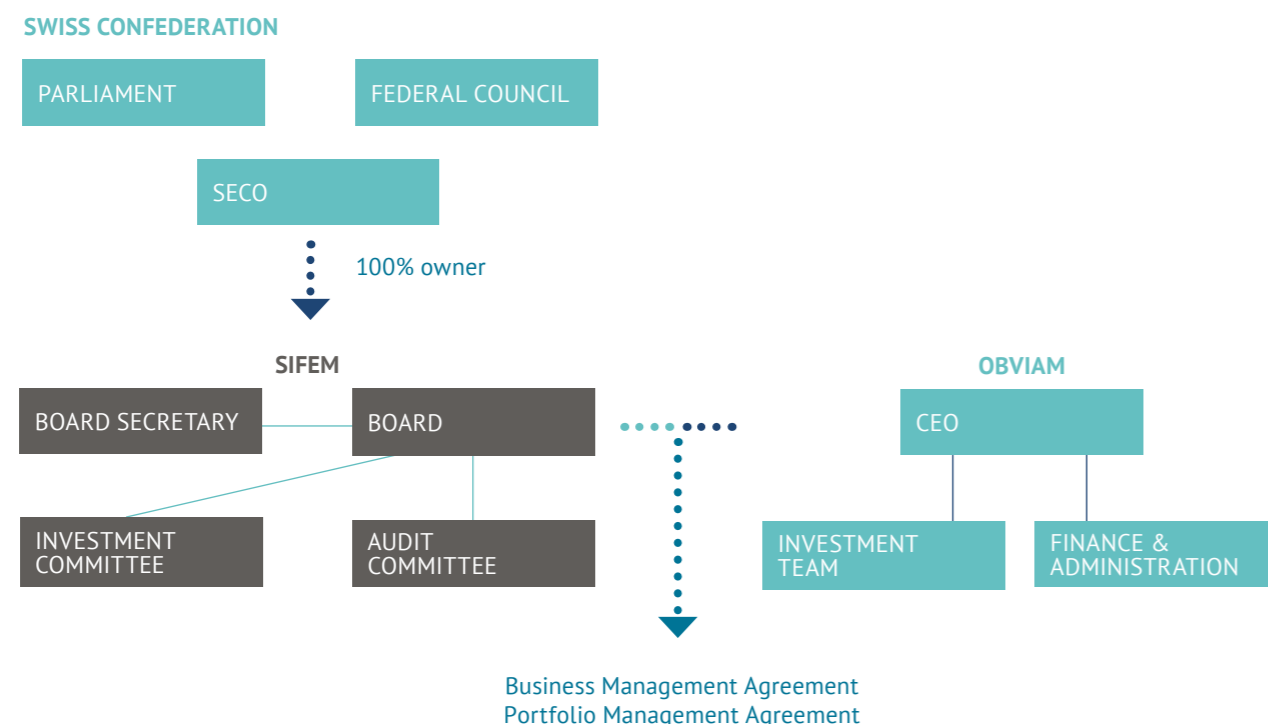 SWISS CONFEDERATION
PARLIAMENT
FEDERAL COUNCIL
SECO
100% owner
SIFEM
OBVIAM
BOARD SECRETARY
BOARD
CEO
INVESTMENT
COMMITTEE
AUDIT
COMMITTEE
INVESTMENT
TEAM
FINANCE &
ADMINISTRATION
Business Management Agreement
Portfolio Management Agreement